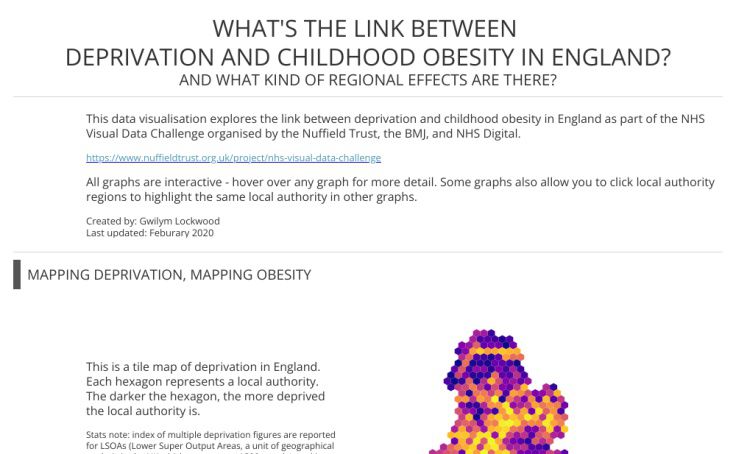 WHAT'S THE LINK BETWEEN
DEPRIVATION AND CHILDHOOD OBESITY IN ENGLAND?
AND WHAT KIND OF REGIONAL EFFECTS ARE THERE?
This data visualisation explores the link between deprivation and childhood obesity in England as part of the NHS
Visual Data Challenge organised by the Nuffield Trust, the BMJ, and NHS Digital.
https://www.nuffieldtrust.org.uk/project/nhs-visual-data-challenge
All graphs are interactive - hover over any graph for more detail. Some graphs also allow you to click local authority
regions to highlight the same local authority in other graphs.
Created by: Gwilym Lockwood
Last updated: Feburary 2020
MAPPING DEPRIVATION, MAPPING OBESITY
This is a tile map of deprivation in England.
Each hexagon represents a local authority.
The darker the hexagon, the more deprived
the local authority is.
Stats note: index of multiple deprivation figures are reported
for LSOAs (Lower Super Output Areas, a unit of geographical